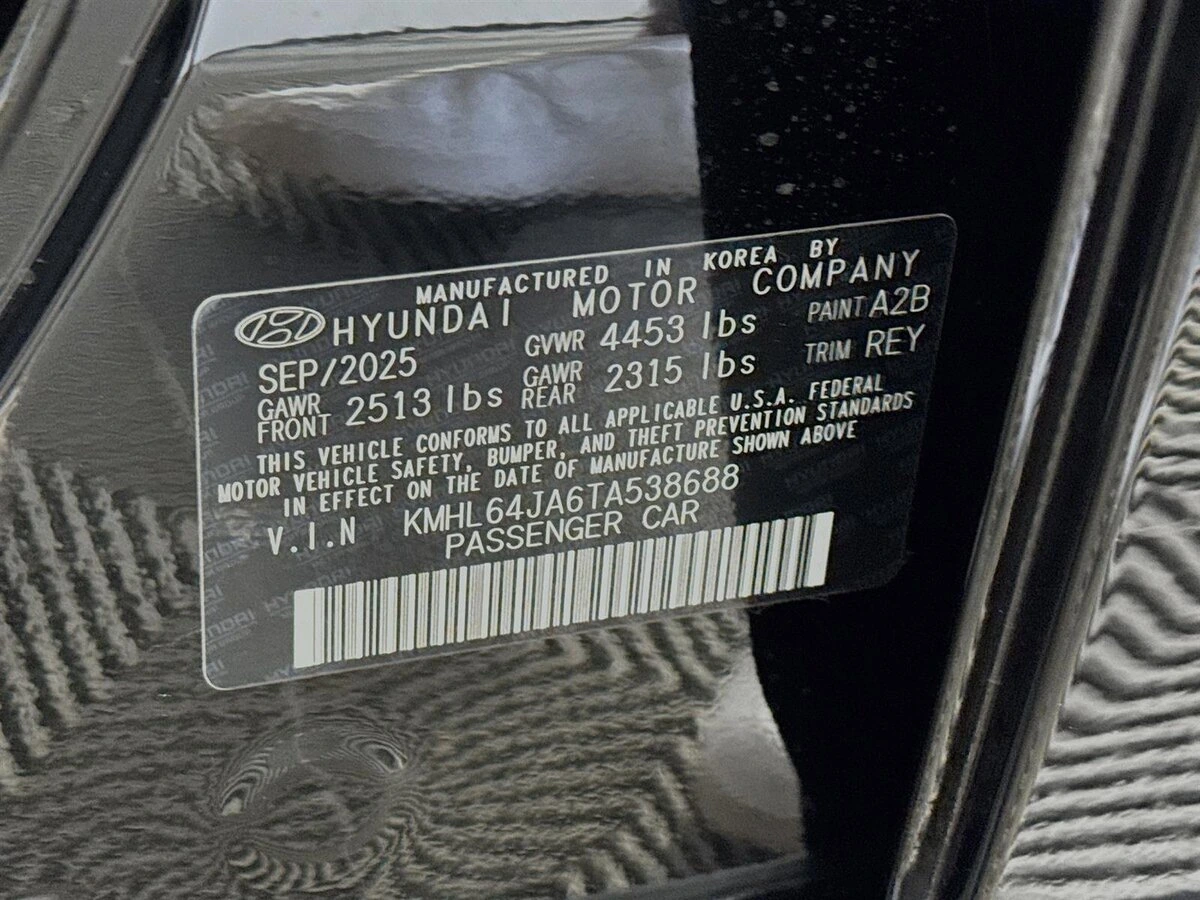 MANUFACTURED IN KOREA BY
HYUNDAI MOTOR COMPANY
SEP/2025 GVWR 4453 lbs PAINT A2B
GAWR FRONT 2513 lbs GAWR REAR 2315 lbs TRIM REY
THIS VEHICLE CONFORMS TO ALL APPLICABLE U.S.A. FEDERAL
MOTOR VEHICLE SAFETY, BUMPER, AND THEFT PREVENTION STANDARDS
IN EFFECT ON THE DATE OF MANUFACTURE SHOWN ABOVE
V.I.N KMHL64JA6TA538688
PASSENGER CAR